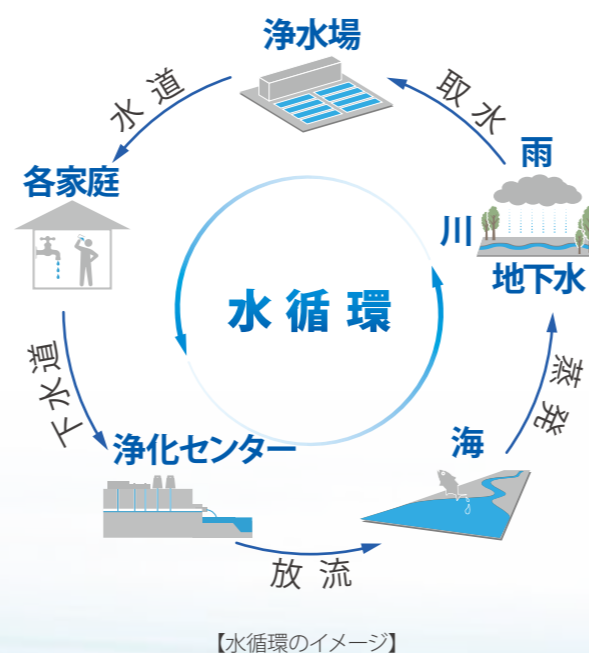 浄水場
取水
水道
雨
各家庭
川
地下水
水循環
蒸発
下水道
海
浄化センター
放流
【水循環のイメージ】